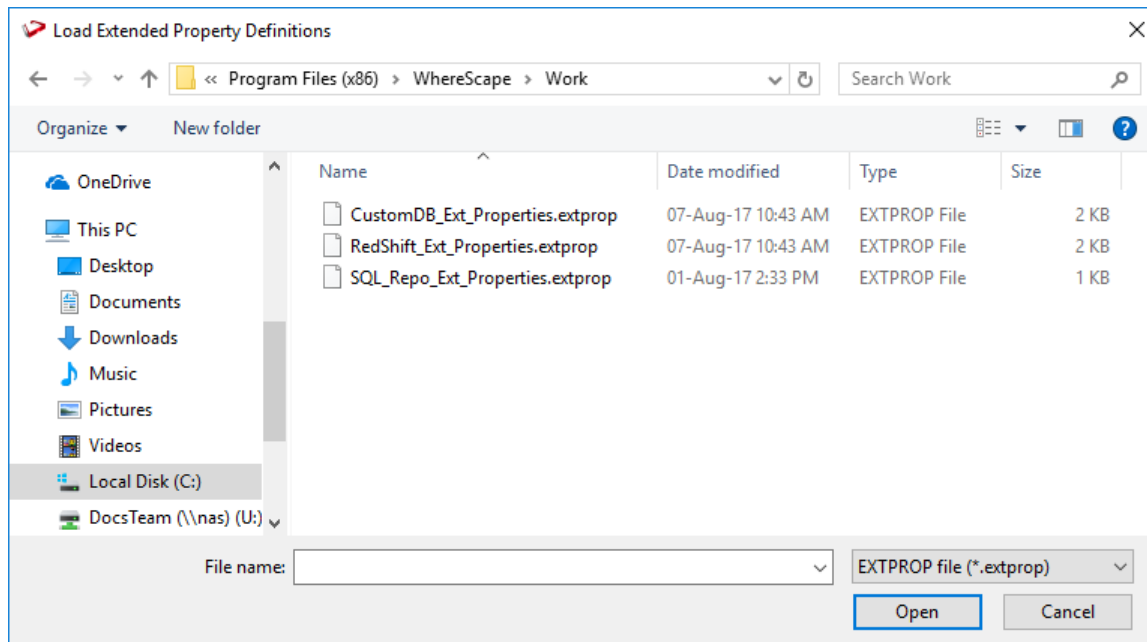 Load Extended Property Definitions
« Program Files (x86) > WhereScape > Work
Search Work
Organize
New folder
Name Date modified Type Size
CustomDB_Ext_Properties.extprop 07-Aug-17 10:43 AM EXTPROP File 2 KB
RedShift_Ext_Properties.extprop 07-Aug-17 10:43 AM EXTPROP File 2 KB
SQL_Repo_Ext_Properties.extprop 01-Aug-17 2:33 PM EXTPROP File 1 KB
OneDrive
This PC
Desktop
Documents
Downloads
Music
Pictures
Videos
Local Disk (C:)
DocsTeam (\\nas) (U:)
File name:
EXTPROP file (*.extprop)
Open
Cancel